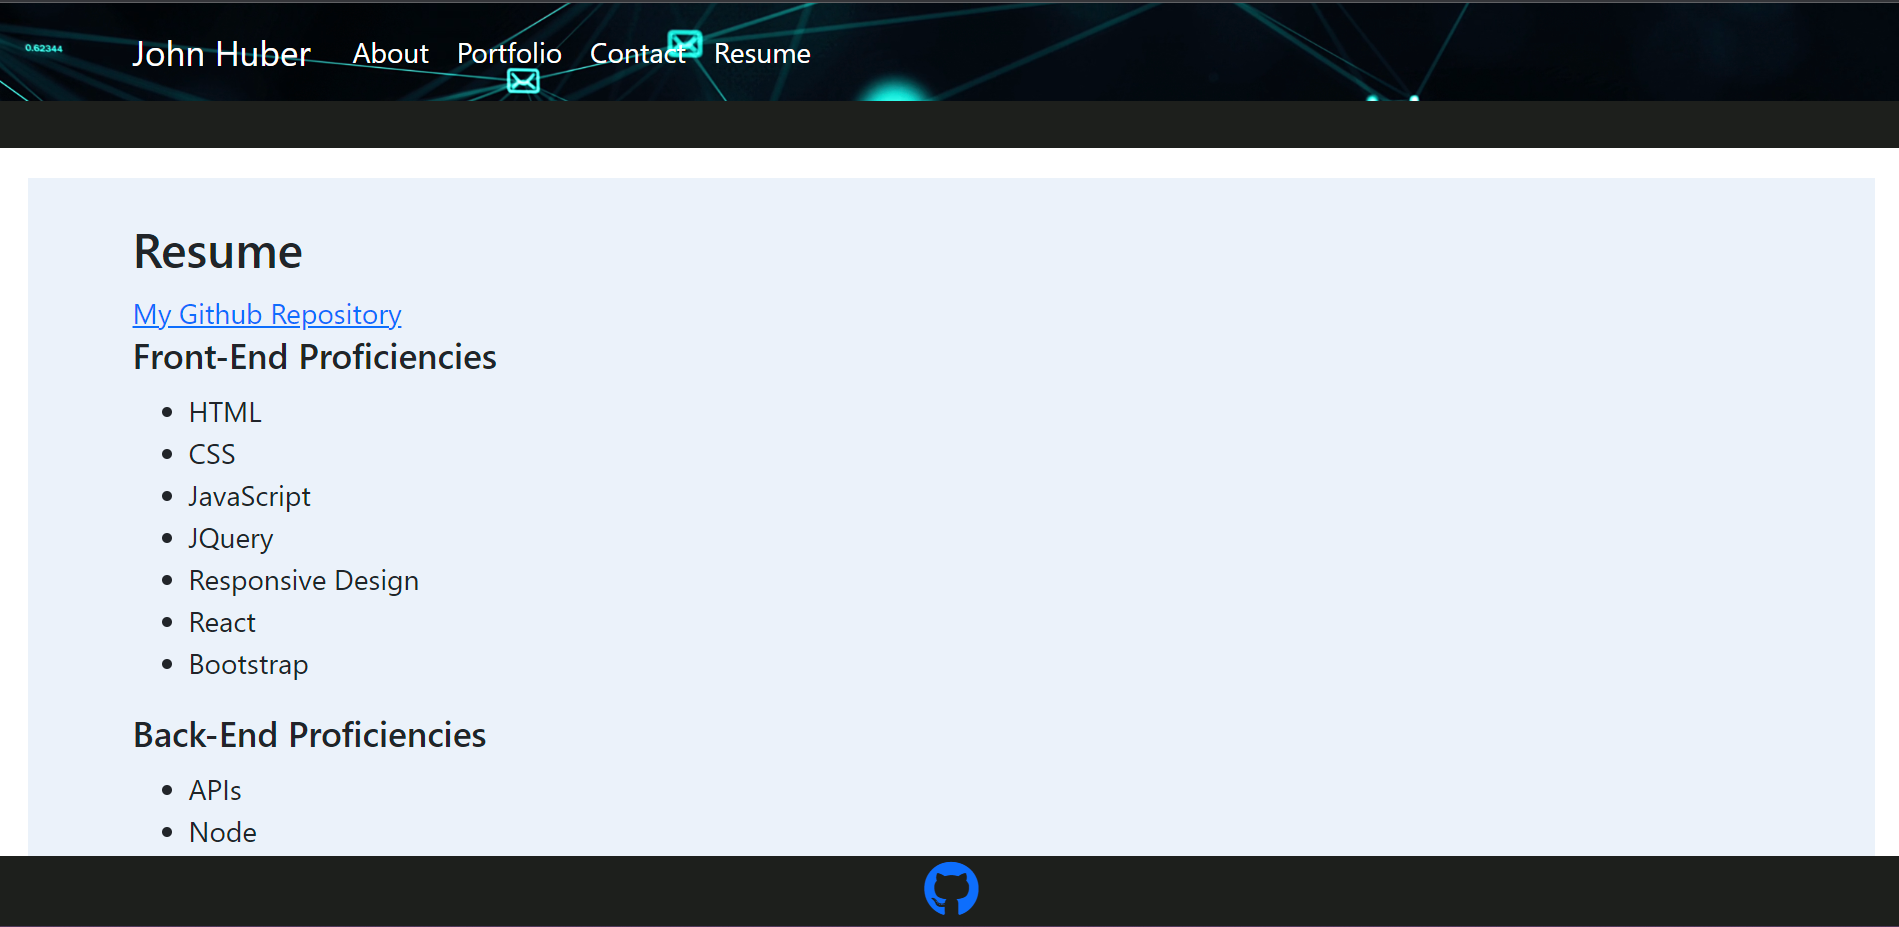 0.62344
John Huber About Portfolio Contact Resume
Resume
My Github Repository
Front-End Proficiencies
HTML
CSS
JavaScript
JQuery
Responsive Design
React
Bootstrap
Back-End Proficiencies
APIs
Node